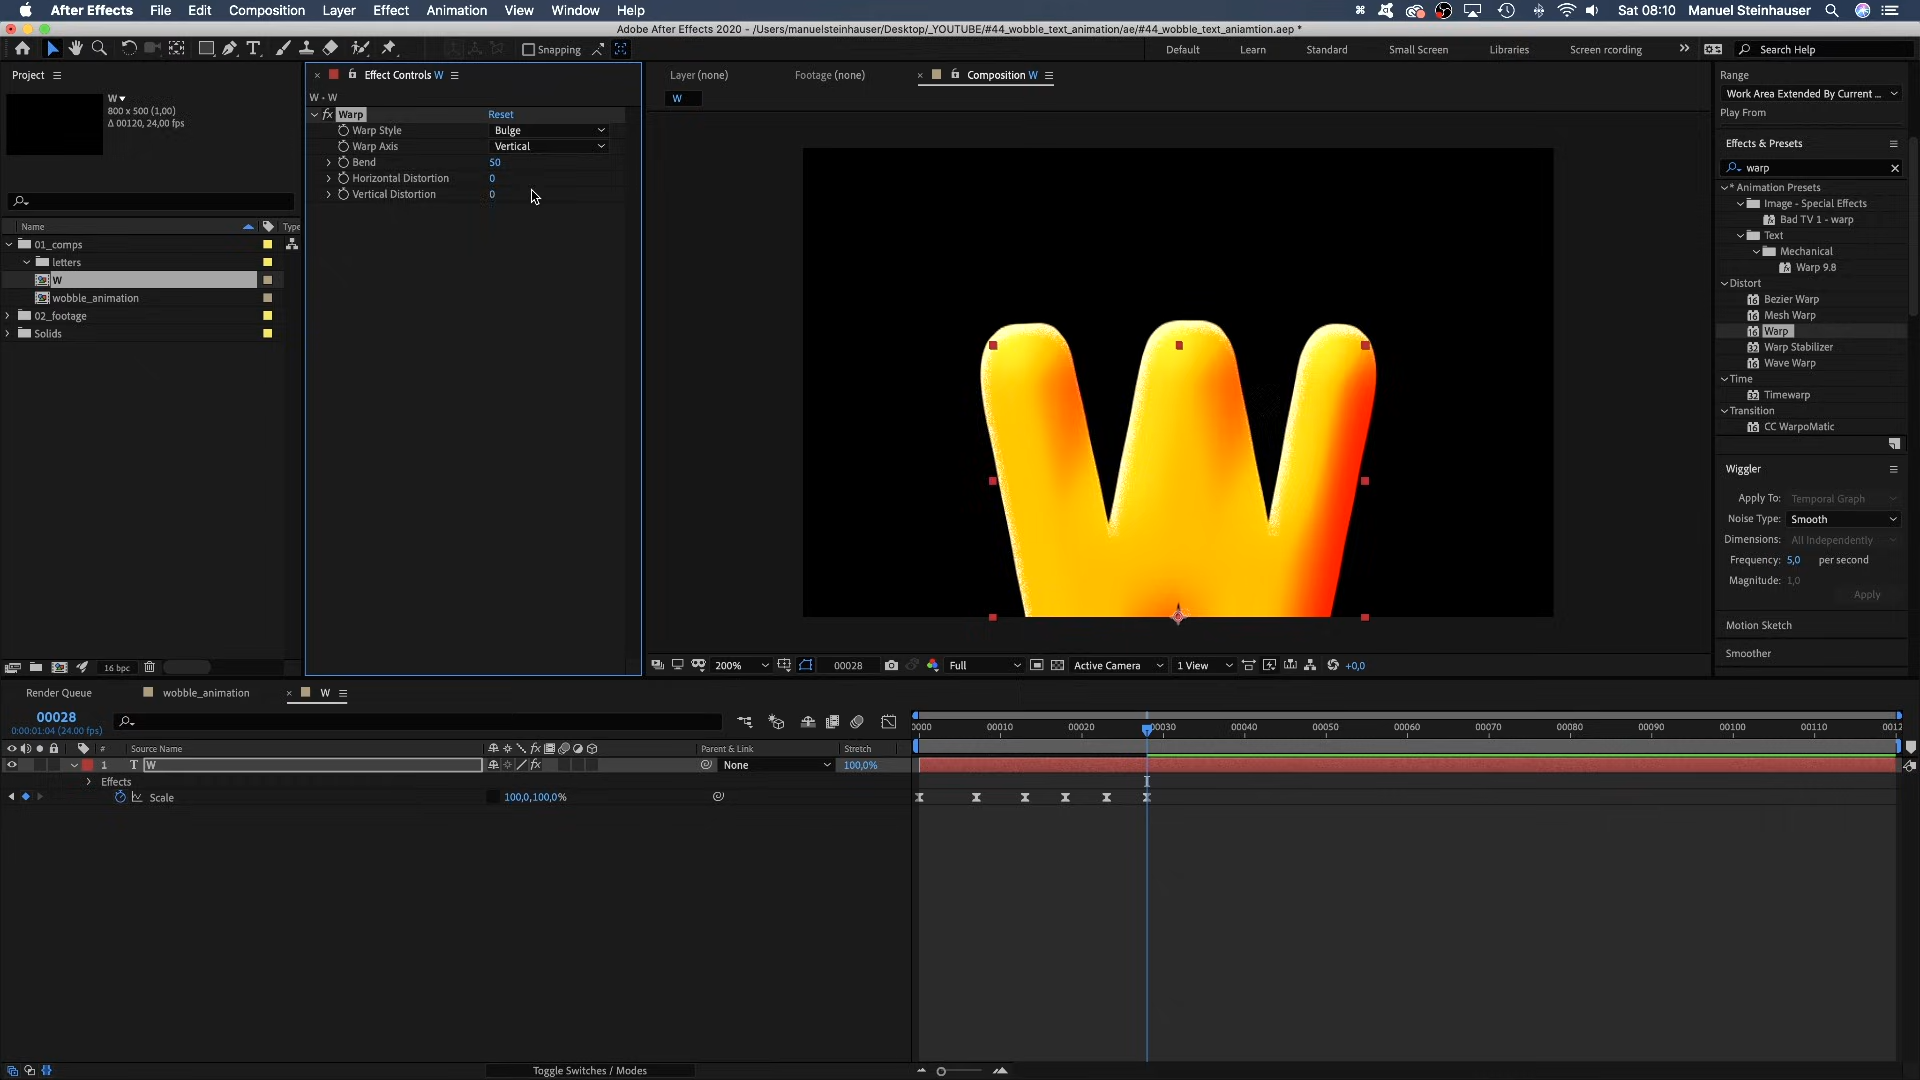 After Effects File Edit Composition Layer Effect Animation View Window Help Sat 08:10 Manuel Steinhauser
Adobe After Effects 2020 - /Users/manuelsteinhauser/Desktop/_YOUTUBE/#44_wobble_text_animation/ae/#44_wobble_text_aniamtion.aep *
Snapping Default Learn Standard Small Screen Libraries Screen rcording Search Help
Project
W
800 x 500 (1,00)
Δ 00120, 24,00 fps
Name Type
01_comps
letters
W
wobble_animation
02_footage
Solids
16 bpc
Effect Controls W
W - W
fx Warp Reset
Warp Style Bulge
Warp Axis Vertical
Bend 50
Horizontal Distortion 0
Vertical Distortion 0
Layer (none) Footage (none) Composition W
W
W
200% 00028 Full Active Camera 1 View +0,0
Range
Work Area Extended By Current ...
Play From
Effects & Presets
warp
* Animation Presets
Image - Special Effects
Bad TV 1 - warp
Text
Mechanical
Warp 9.8
Distort
Bezier Warp
Mesh Warp
Warp
Warp Stabilizer
Wave Warp
Time
Timewarp
Transition
CC WarpoMatic
Wiggler
Apply To: Temporal Graph
Noise Type: Smooth
Dimensions: All Independently
Frequency: 5,0 per second
Magnitude: 1,0
Apply
Motion Sketch
Smoother
Render Queue wobble_animation W
00028
0:00:01:04 (24.00 fps)
0000 00010 00020 00030 00040 00050 00060 00070 00080 00090 00100 00110 0012
# Source Name fx Parent & Link Stretch
1 T W fx None 100,0%
Effects
Scale 100,0,100,0%
Toggle Switches / Modes